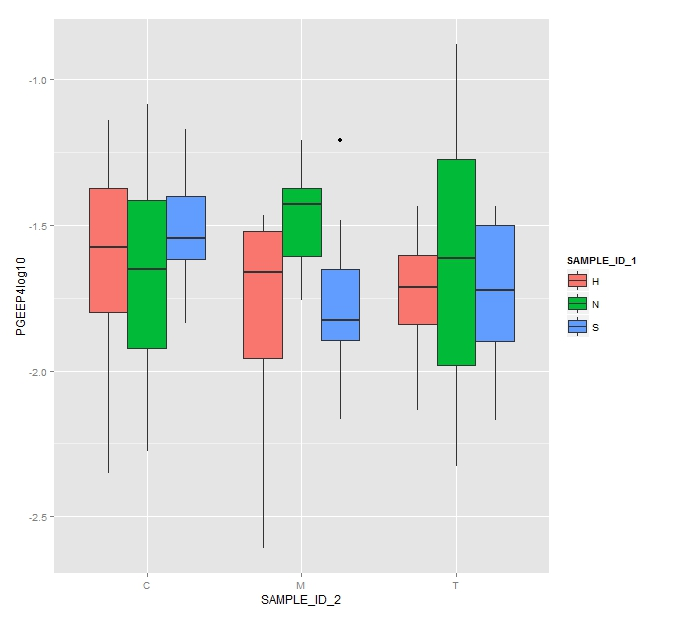 -1.0
-1.5
-2.0
-2.5
PGEEP4log10
C M T
SAMPLE_ID_2
SAMPLE_ID_1
H
N
S